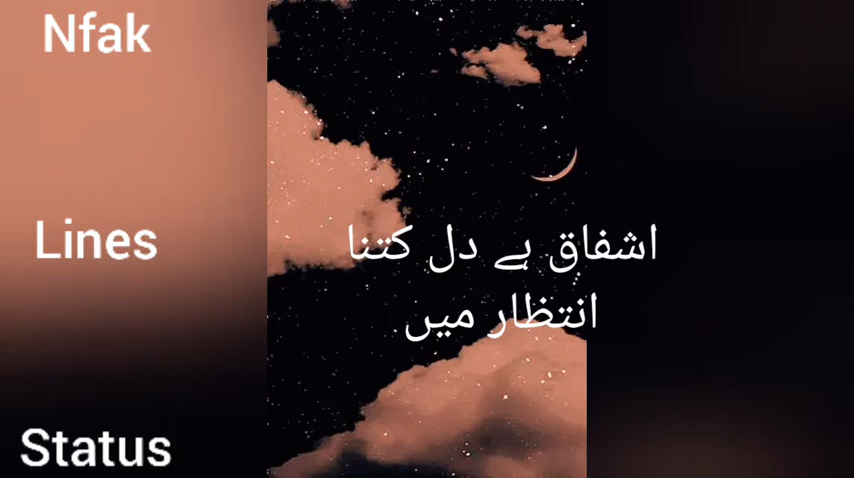 Nfak
Lines
Status
اشفاق ہے دل کتنا
انتظار میں